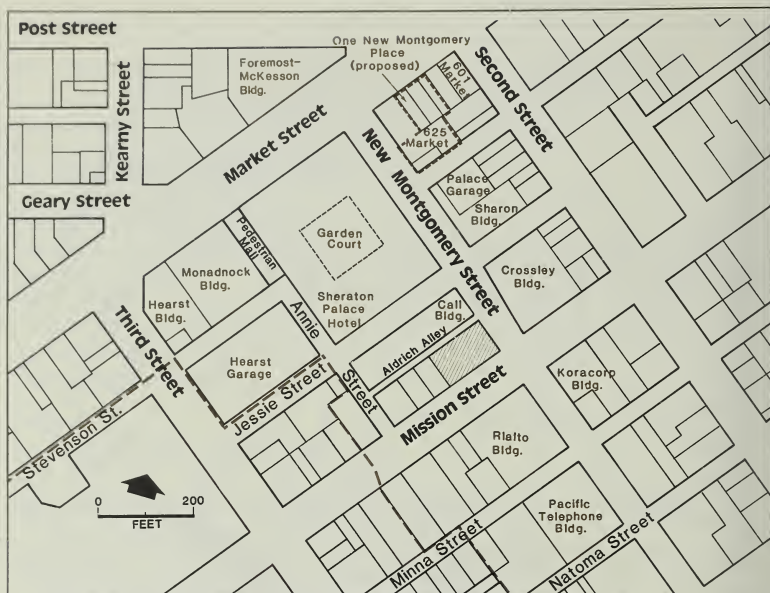 Post Street
Kearny Street
Geary Street
Foremost-
McKesson
Bldg.
Market Street
One New Montgomery
Place
(proposed)
601
Market
625
Market
Second Street
New Montgomery Street
Palace
Garage
Sharon
Bldg.
Crossley
Bldg.
Pedestrian
Mall
Garden
Court
Sheraton
Palace
Hotel
Monadnock
Bldg.
Hearst
Bldg.
Third Street
Hearst
Garage
Annie
Street
Jessie Street
Call
Bldg.
Aldrich Alley
Mission Street
Koracorp
Bldg.
Rialto
Bldg.
Pacific
Telephone
Bldg.
Stevenson St.
Minna Street
Natoma Street
0 200
FEET